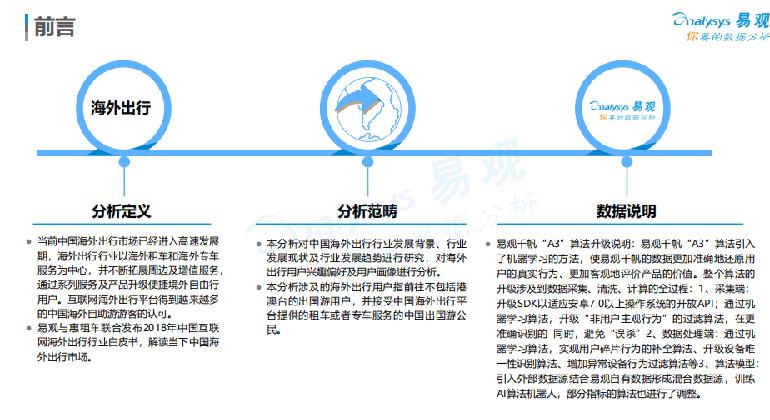 前言
Analysys 易观
你要的数据分析
海外出行
Analysys 易观
你要的数据分析
分析定义
当前中国海外出行市场已经进入高速发展
期，海外出行行业以海外租车和海外专车
服务为中心，并不断拓展周边及增值服务，
通过系列服务及产品升级便捷境外自由行
用户。互联网海外出行平台得到越来越多
的中国海外自助游游客的认可。
易观与惠租车联合发布2018年中国互联
网海外出行行业白皮书，解读当下中国海
外出行市场。
分析范畴
本分析对中国海外出行行业发展背景、行业
发展现状及行业发展趋势进行研究，对海外
出行用户兴趣偏好及用户画像进行分析。
本分析涉及的海外出行用户指前往不包括港
澳台的出国游用户，并接受中国海外出行平
台提供的租车或者专车服务的中国出国游公
民。
数据说明
易观千帆“A3”算法升级说明：易观千帆“A3”算法引入
了机器学习的方法，使易观千帆的数据更加准确地还原用
户的真实行为、更加客观地评价产品的价值。整个算法的
升级涉及到数据采集、清洗、计算的全过程：1、采集端：
升级SDK以适应安卓7.0以上操作系统的开放API；通过机
器学习算法，升级“非用户主观行为”的过滤算法，在更
准确识别的 同时，避免“误杀”2、数据处理端：通过机
器学习算法，实现用户碎片行为的补全算法、升级设备唯
一性识别算法、增加异常设备行为过滤算法等3、算法模型：
引入外部数据源结合易观自有数据形成混合数据源，训练
AI算法机器人，部分指标的算法也进行了调整。
Analysys 易观
你要的数据分析